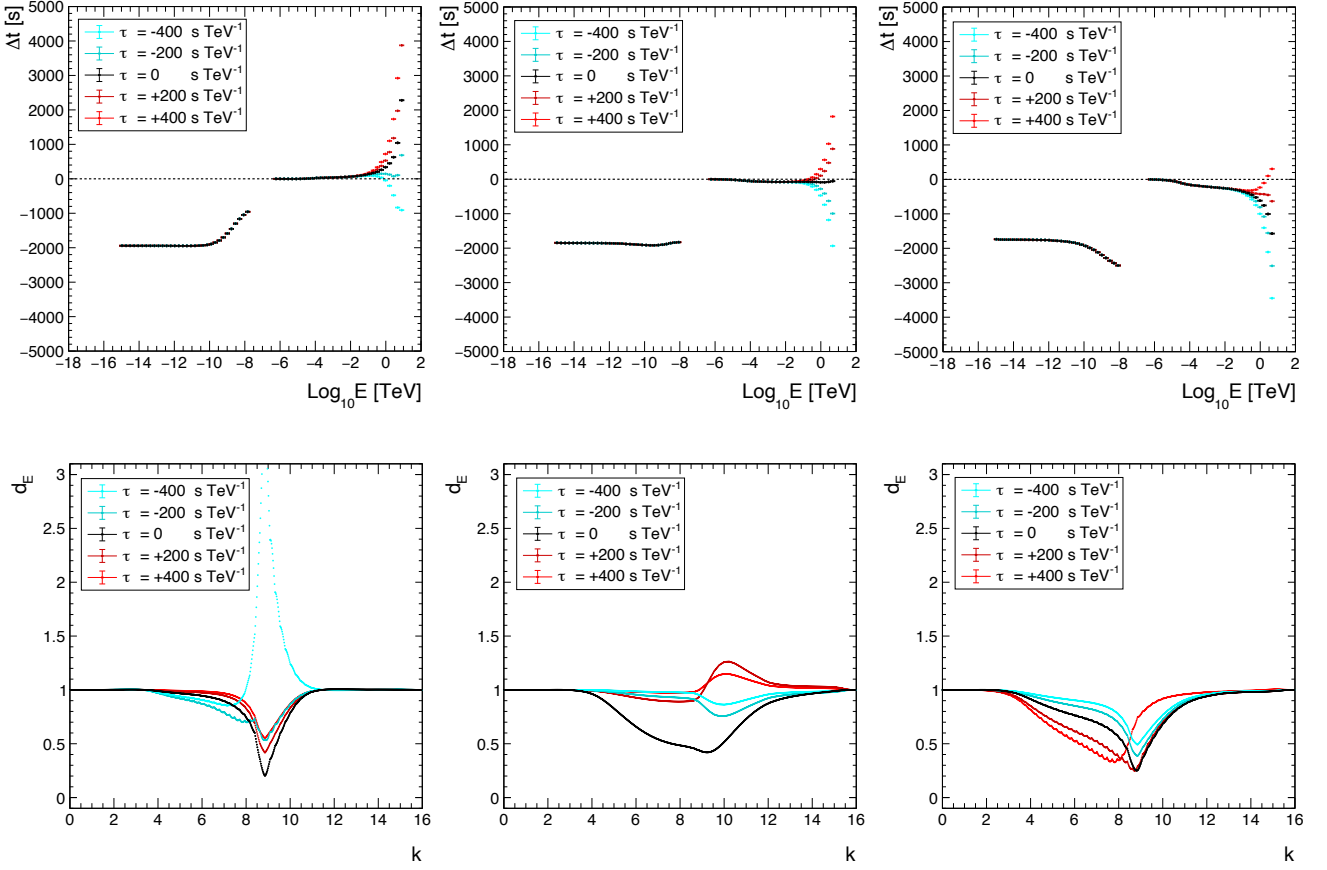 Δt [s]
5000
4000
3000
2000
1000
0
−1000
−2000
−3000
−4000
−5000
τ = -400 s TeV⁻¹
τ = -200 s TeV⁻¹
τ = 0 s TeV⁻¹
τ = +200 s TeV⁻¹
τ = +400 s TeV⁻¹
−18 −16 −14 −12 −10 −8 −6 −4 −2 0 2
Log₁₀E [TeV]
Δt [s]
5000
4000
3000
2000
1000
0
−1000
−2000
−3000
−4000
−5000
τ = -400 s TeV⁻¹
τ = -200 s TeV⁻¹
τ = 0 s TeV⁻¹
τ = +200 s TeV⁻¹
τ = +400 s TeV⁻¹
−18 −16 −14 −12 −10 −8 −6 −4 −2 0 2
Log₁₀E [TeV]
Δt [s]
5000
4000
3000
2000
1000
0
−1000
−2000
−3000
−4000
−5000
τ = -400 s TeV⁻¹
τ = -200 s TeV⁻¹
τ = 0 s TeV⁻¹
τ = +200 s TeV⁻¹
τ = +400 s TeV⁻¹
−18 −16 −14 −12 −10 −8 −6 −4 −2 0 2
Log₁₀E [TeV]
d_E
3
2.5
2
1.5
1
0.5
0
τ = -400 s TeV⁻¹
τ = -200 s TeV⁻¹
τ = 0 s TeV⁻¹
τ = +200 s TeV⁻¹
τ = +400 s TeV⁻¹
0 2 4 6 8 10 12 14 16
k
d_E
3
2.5
2
1.5
1
0.5
0
τ = -400 s TeV⁻¹
τ = -200 s TeV⁻¹
τ = 0 s TeV⁻¹
τ = +200 s TeV⁻¹
τ = +400 s TeV⁻¹
0 2 4 6 8 10 12 14 16
k
d_E
3
2.5
2
1.5
1
0.5
0
τ = -400 s TeV⁻¹
τ = -200 s TeV⁻¹
τ = 0 s TeV⁻¹
τ = +200 s TeV⁻¹
τ = +400 s TeV⁻¹
0 2 4 6 8 10 12 14 16
k